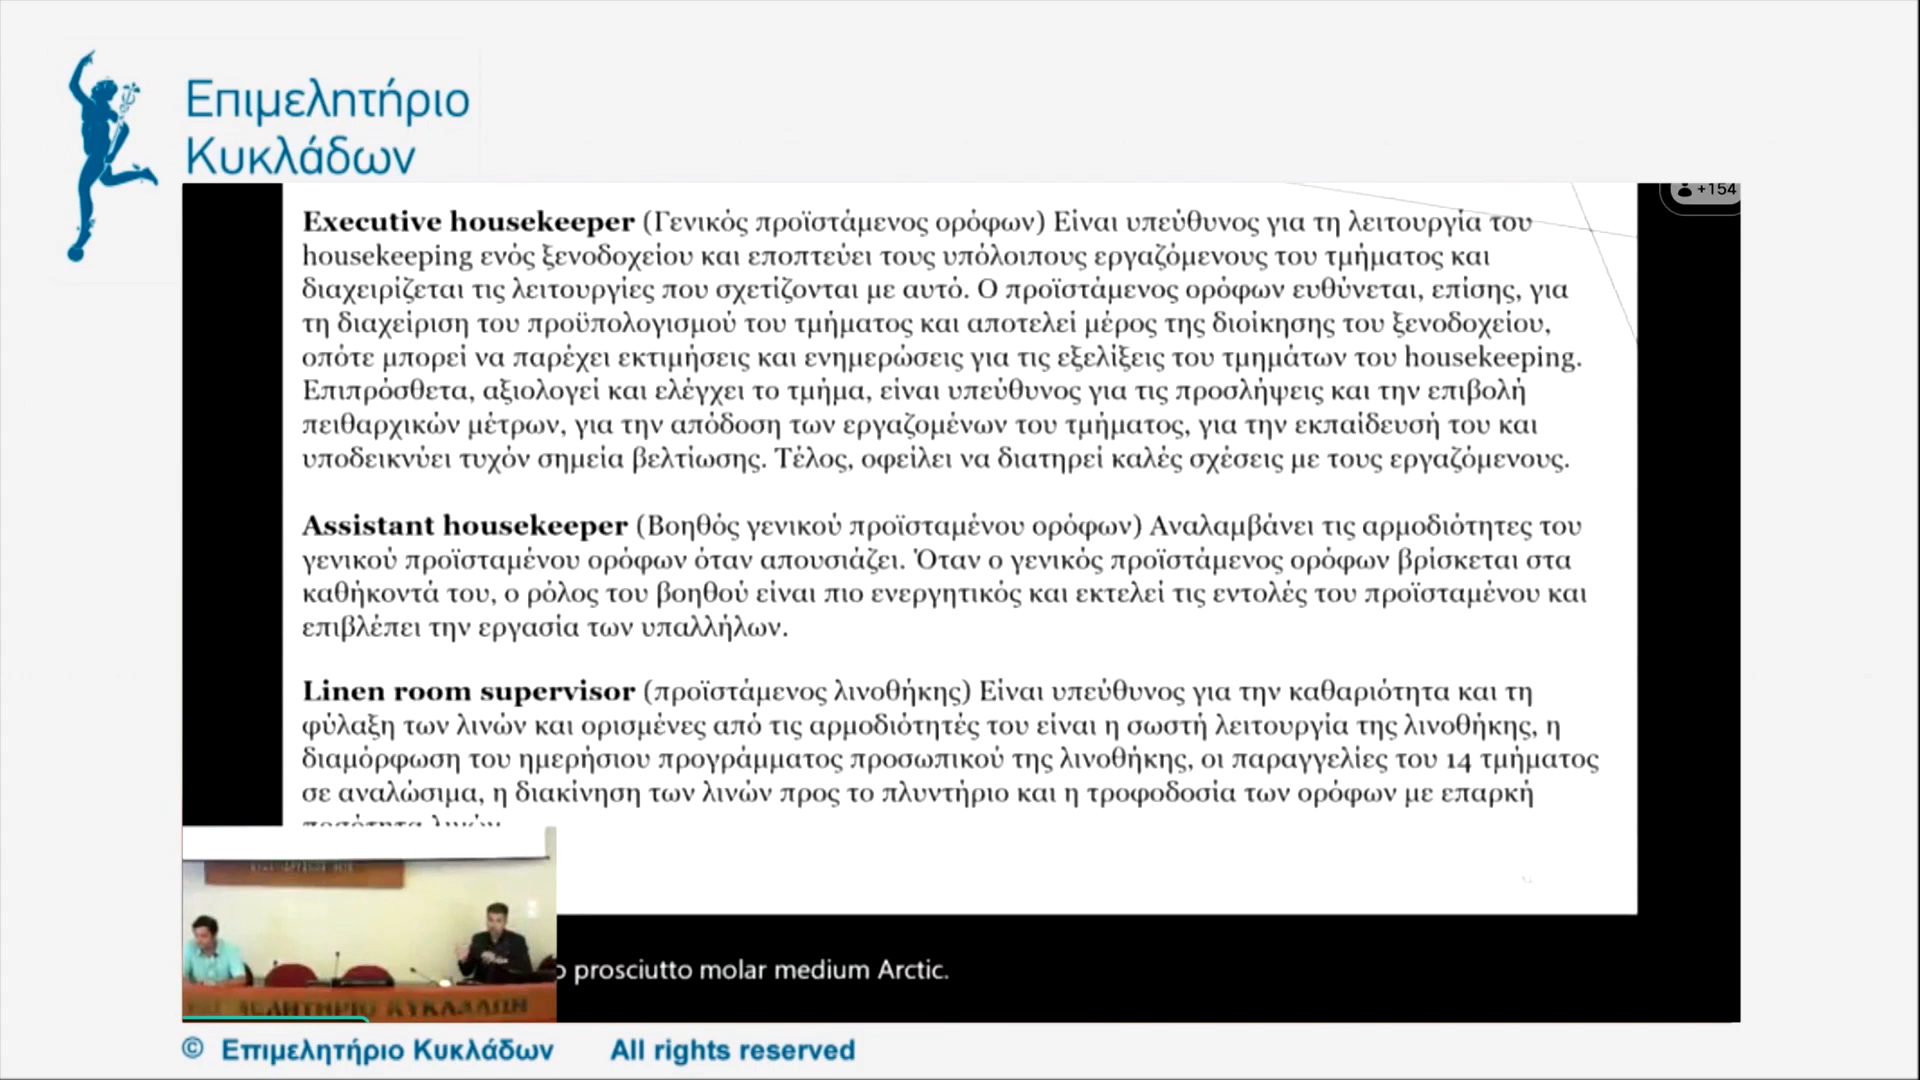 Επιμελητήριο
Κυκλάδων
+154
Executive housekeeper (Γενικός προϊστάμενος ορόφων) Είναι υπεύθυνος για τη λειτουργία του
housekeeping ενός ξενοδοχείου και εποπτεύει τους υπόλοιπους εργαζόμενους του τμήματος και
διαχειρίζεται τις λειτουργίες που σχετίζονται με αυτό. Ο προϊστάμενος ορόφων ευθύνεται, επίσης, για
τη διαχείριση του προϋπολογισμού του τμήματος και αποτελεί μέρος της διοίκησης του ξενοδοχείου,
οπότε μπορεί να παρέχει εκτιμήσεις και ενημερώσεις για τις εξελίξεις του τμημάτων του housekeeping.
Επιπρόσθετα, αξιολογεί και ελέγχει το τμήμα, είναι υπεύθυνος για τις προσλήψεις και την επιβολή
πειθαρχικών μέτρων, για την απόδοση των εργαζομένων του τμήματος, για την εκπαίδευσή του και
υποδεικνύει τυχόν σημεία βελτίωσης. Τέλος, οφείλει να διατηρεί καλές σχέσεις με τους εργαζόμενους.
Assistant housekeeper (Βοηθός γενικού προϊσταμένου ορόφων) Αναλαμβάνει τις αρμοδιότητες του
γενικού προϊσταμένου ορόφων όταν απουσιάζει. Όταν ο γενικός προϊστάμενος ορόφων βρίσκεται στα
καθήκοντά του, ο ρόλος του βοηθού είναι πιο ενεργητικός και εκτελεί τις εντολές του προϊσταμένου και
επιβλέπει την εργασία των υπαλλήλων.
Linen room supervisor (προϊστάμενος λινοθήκης) Είναι υπεύθυνος για την καθαριότητα και τη
φύλαξη των λινών και ορισμένες από τις αρμοδιότητές του είναι η σωστή λειτουργία της λινοθήκης, η
διαμόρφωση του ημερήσιου προγράμματος προσωπικού της λινοθήκης, οι παραγγελίες του 14 τμήματος
σε αναλώσιμα, η διακίνηση των λινών προς το πλυντήριο και η τροφοδοσία των ορόφων με επαρκή
ποσότητα λινών.
prosciutto molar medium Arctic.
ΕΠΙΜΕΛΗΤΗΡΙΟ ΚΥΚΛΑΔΩΝ
© Επιμελητήριο Κυκλάδων All rights reserved